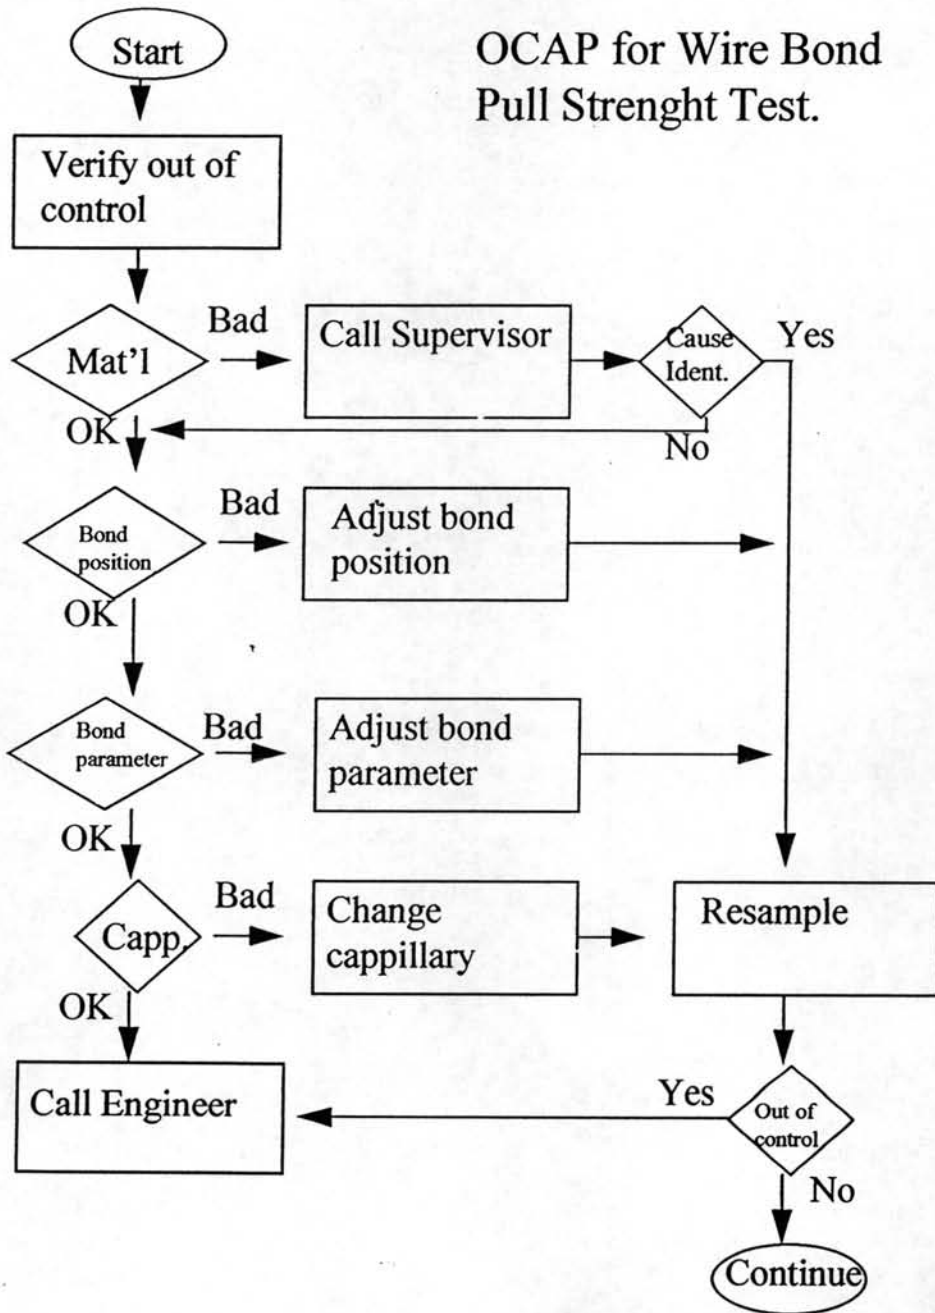 OCAP for Wire Bond
Pull Strenght Test.
Start
Verify out of
control
Mat'l
Bad
Call Supervisor
Cause
Ident.
Yes
OK
No
Bond
position
Bad
Adjust bond
position
OK
Bond
parameter
Bad
Adjust bond
parameter
OK
Capp.
Bad
Change
cappillary
Resample
OK
Call Engineer
Yes
Out of
control
No
Continue